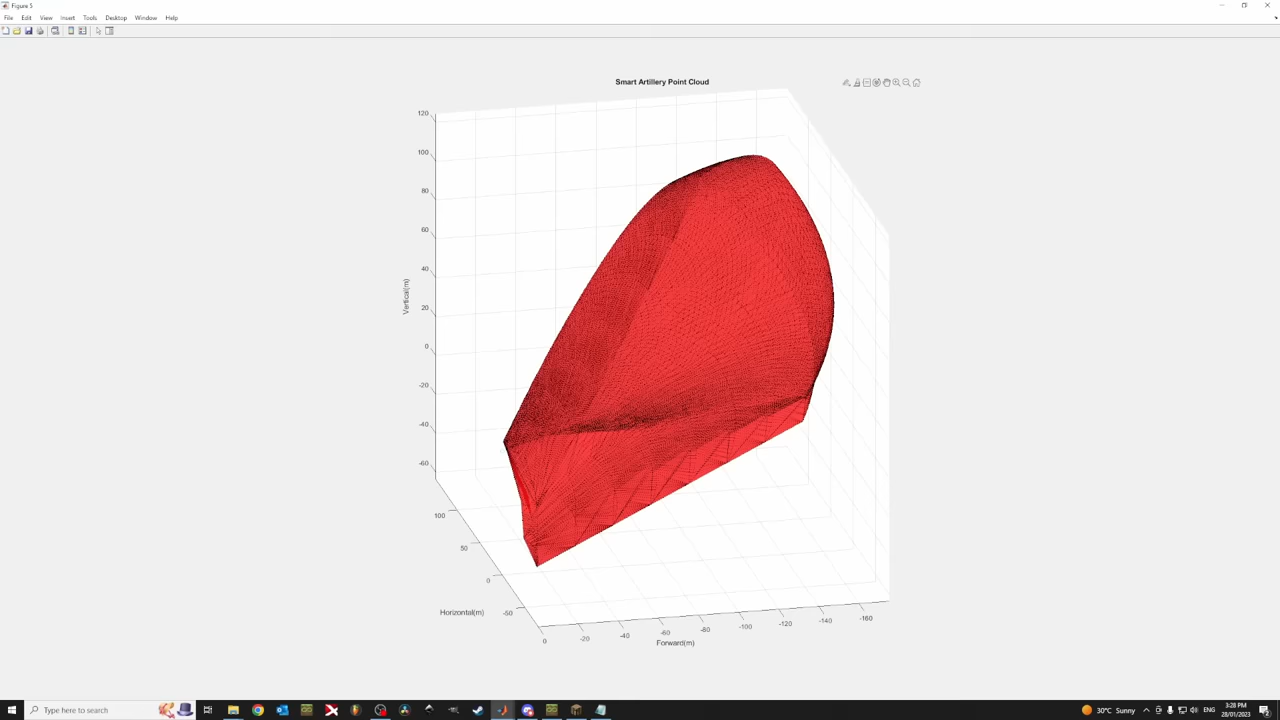 Figure 5
File Edit View Insert Tools Desktop Window Help
Smart Artillery Point Cloud
120
100
80
60
40
20
0
-20
-40
-60
Vertical(m)
100
50
0
-50
Horizontal(m)
0
-20
-40
-60
-80
-100
-120
-140
-160
Forward(m)
Type here to search
30°C Sunny
ENG
3:28 PM
28/01/2023